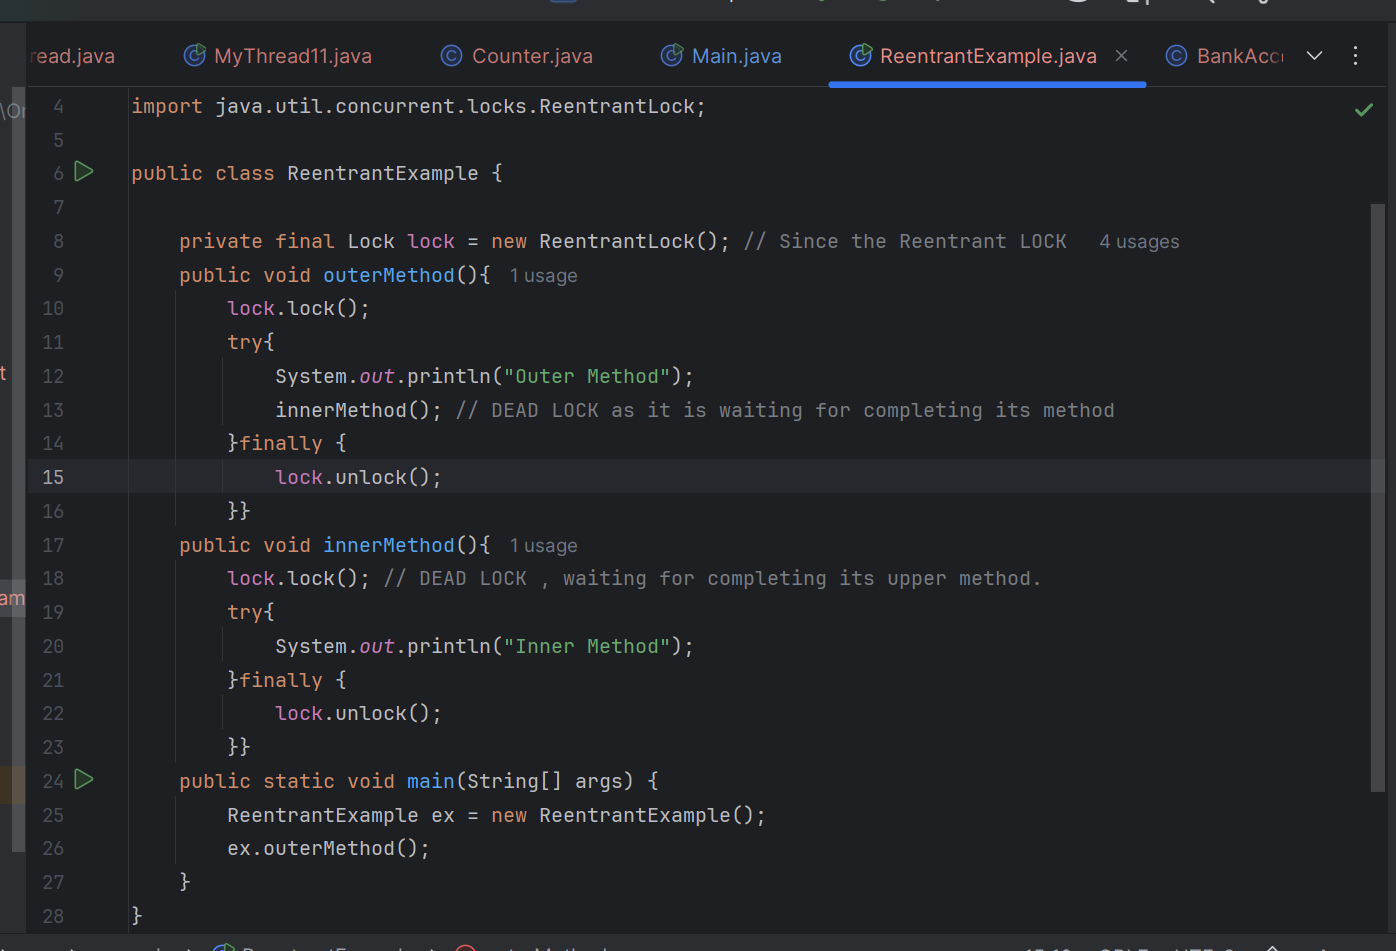 read.java MyThread11.java Counter.java Main.java ReentrantExample.java
4 import java.util.concurrent.locks.ReentrantLock;
5
6 public class ReentrantExample {
7
8 private final Lock lock = new ReentrantLock(); // Since the Reentrant LOCK 4 usages
9 public void outerMethod(){ 1 usage
10 lock.lock();
11 try{
12 System.out.println("Outer Method");
13 innerMethod(); // DEAD LOCK as it is waiting for completing its method
14 }finally {
15 lock.unlock();
16 }}
17 public void innerMethod(){ 1 usage
18 lock.lock(); // DEAD LOCK , waiting for completing its upper method.
19 try{
20 System.out.println("Inner Method");
21 }finally {
22 lock.unlock();
23 }}
24 public static void main(String[] args) {
25 ReentrantExample ex = new ReentrantExample();
26 ex.outerMethod();
27 }
28 }